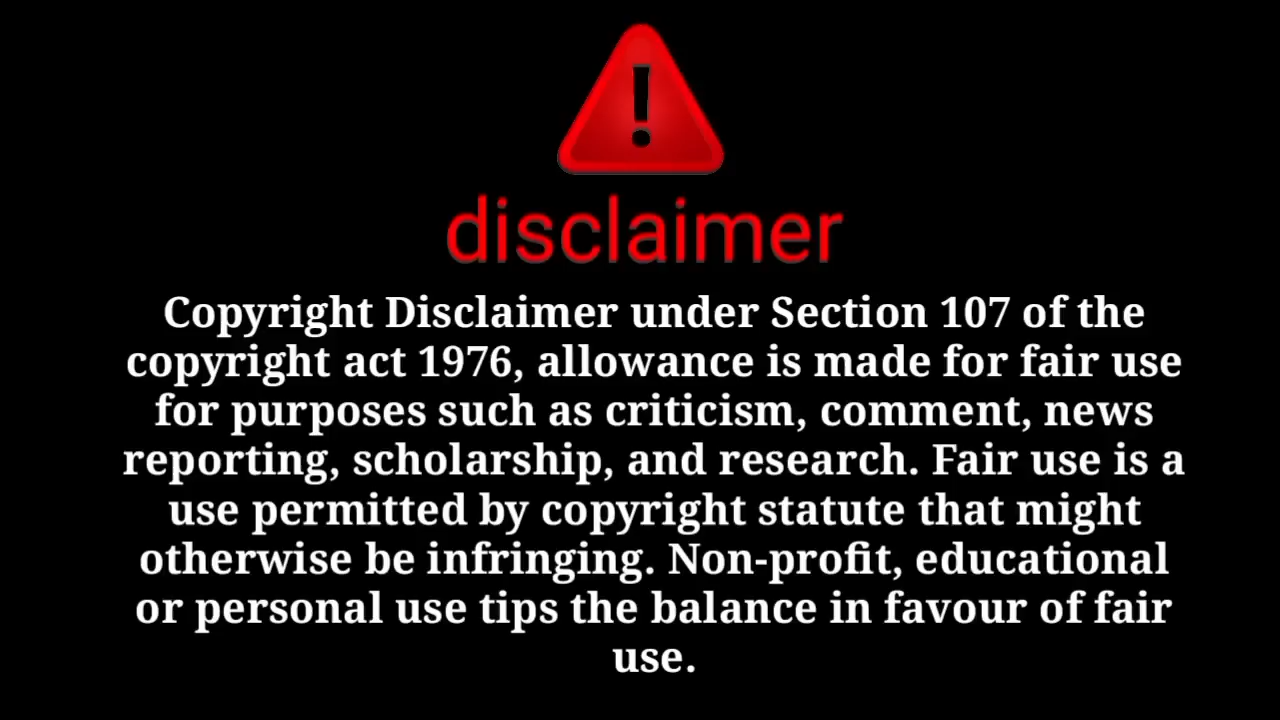 !
disclaimer
Copyright Disclaimer under Section 107 of the
copyright act 1976, allowance is made for fair use
for purposes such as criticism, comment, news
reporting, scholarship, and research. Fair use is a
use permitted by copyright statute that might
otherwise be infringing. Non-profit, educational
or personal use tips the balance in favour of fair
use.